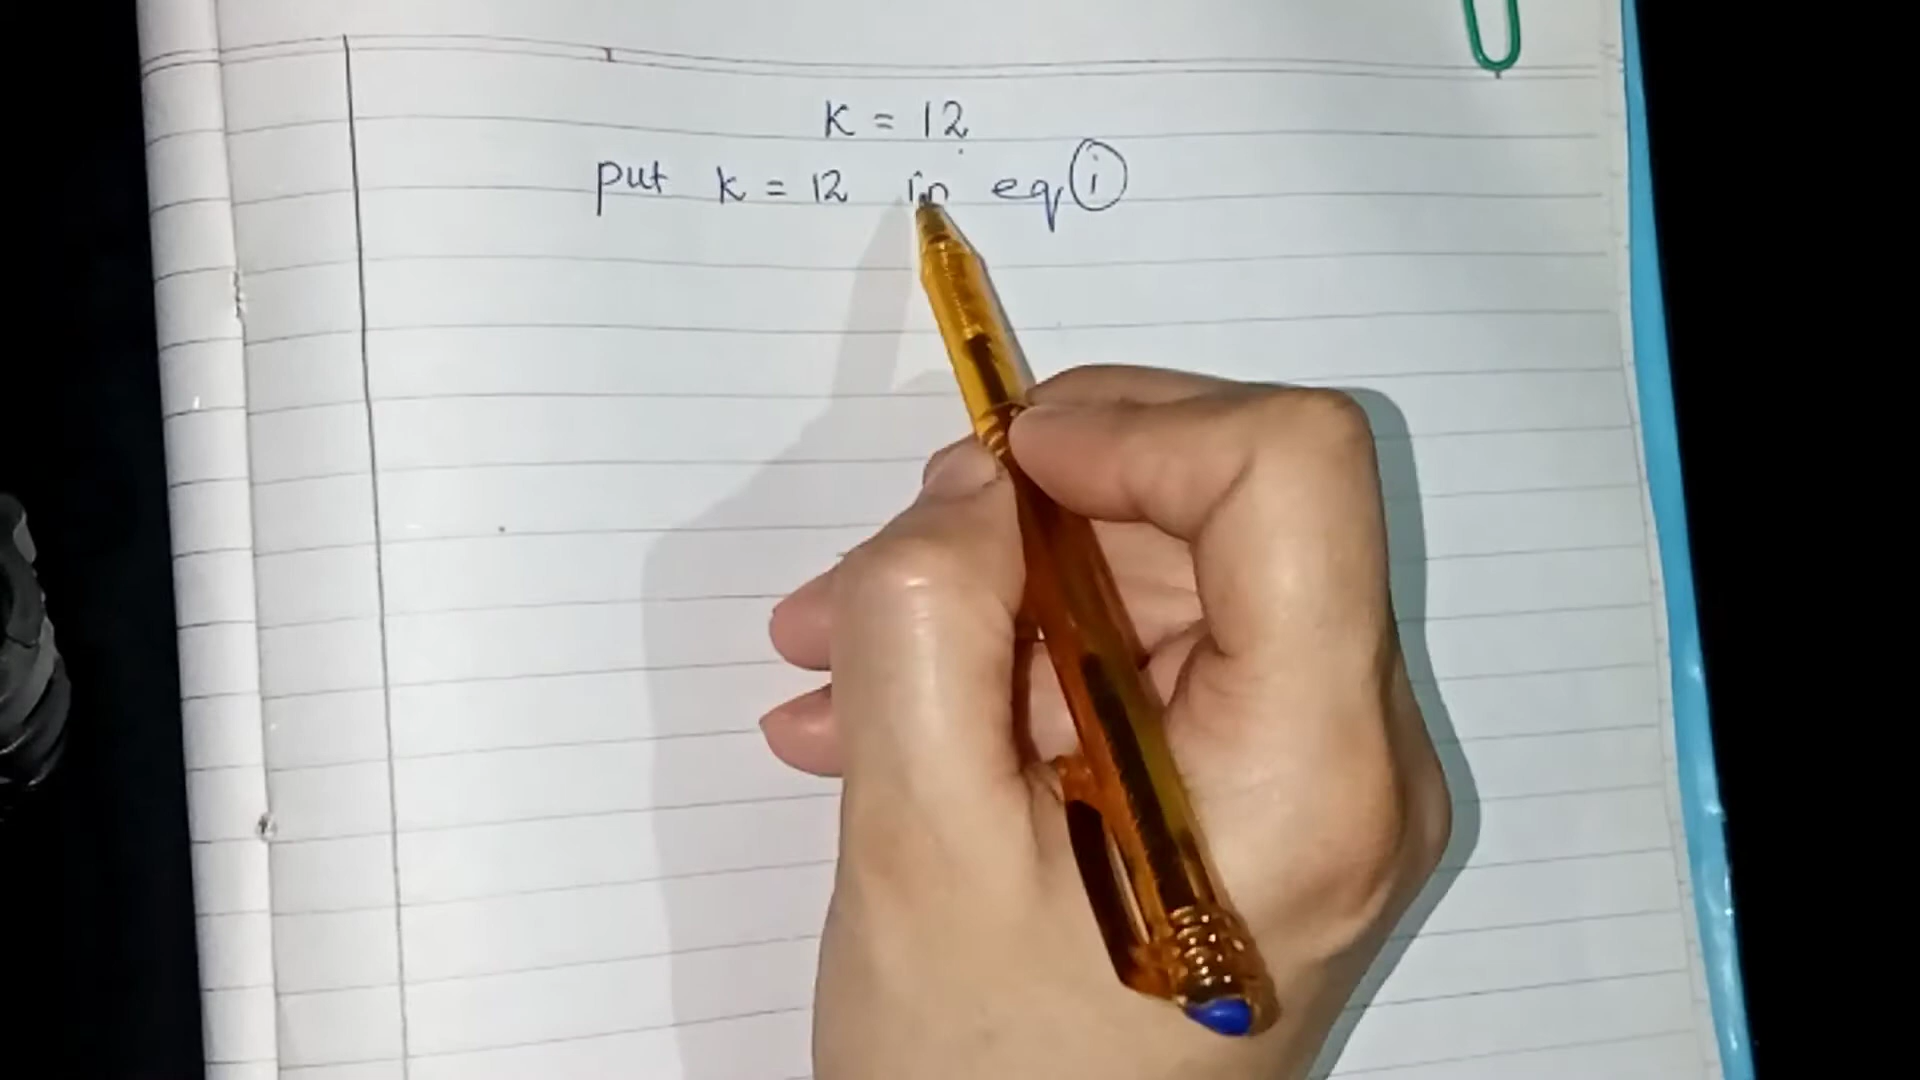 K = 12
put K = 12 in eq (i)